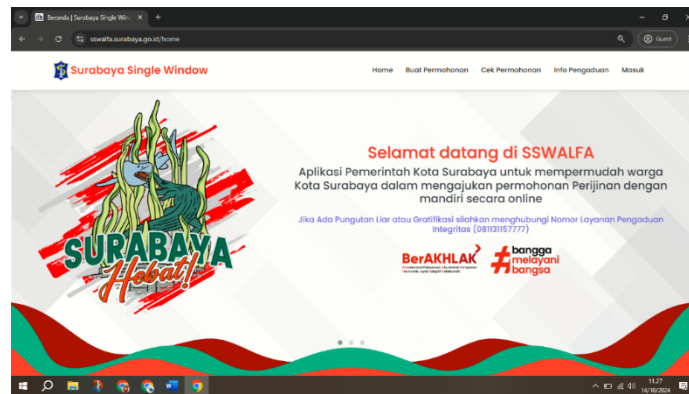 Beranda | Surabaya Single Win
sswalfa.surabaya.go.id/home
Guest
Surabaya Single Window
Home Buat Permohonan Cek Permohonan Info Pengaduan Masuk
SURABAYA
Hebat!
Selamat datang di SSWALFA
Aplikasi Pemerintah Kota Surabaya untuk mempermudah warga
Kota Surabaya dalam mengajukan permohonan Perijinan dengan
mandiri secara online
Jika Ada Pungutan Liar atau Gratifikasi silahkan menghubungi Nomor Layanan Pengaduan
Integritas (081131157777)
BerAKHLAK
# bangga
melayani
bangsa
11.27
14/10/2024